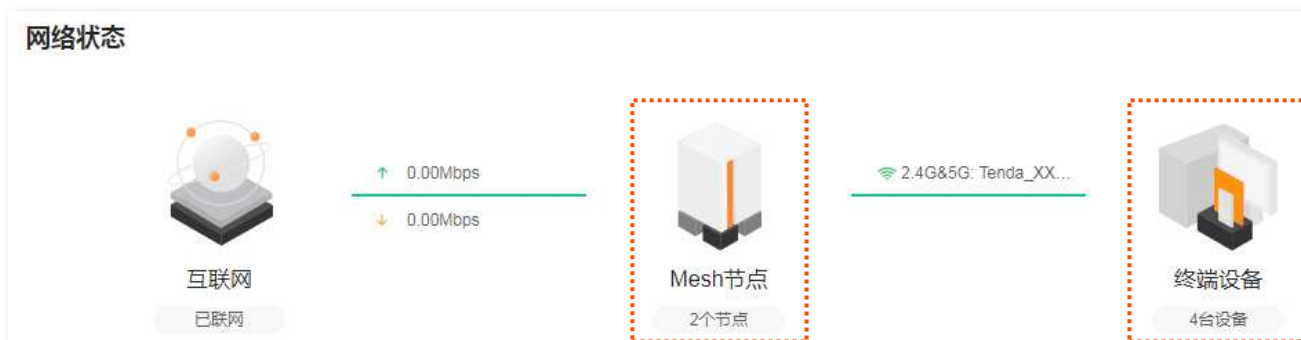 网络状态
↑ 0.00Mbps
2.4G&5G: Tenda_XX...
↓ 0.00Mbps
互联网
Mesh节点
终端设备
已联网
2个节点
4台设备